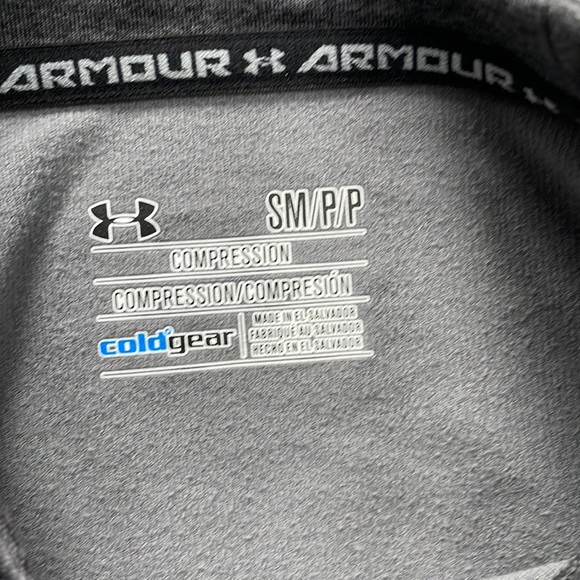 ARMOUR ARMOUR
SM/P/P
COMPRESSION
COMPRESSION/COMPRESIÓN
coldgear
MADE IN EL SALVADOR
FABRIQUÉ AU SALVADOR
HECHO EN EL SALVADOR